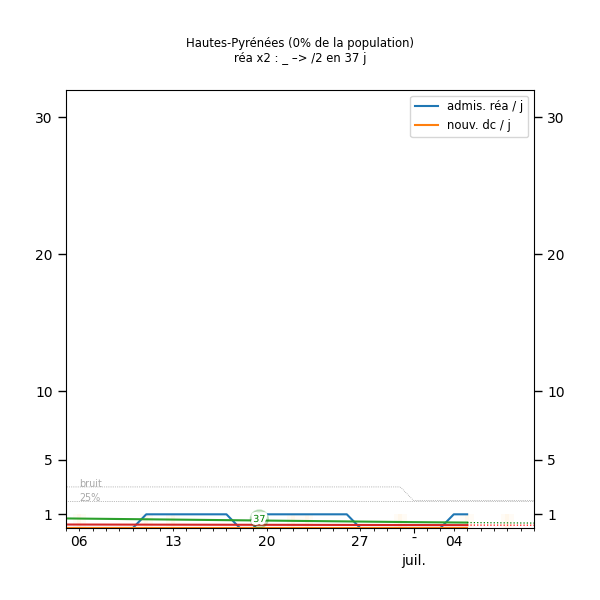 Hautes-Pyrénées (0% de la population)
réa x2 : _ –> /2 en 37 j
admis. réa / j
nouv. dc / j
30 30
20 20
10 10
5 5
bruit
25%
37
1 1
06 13 20 27 - 04
juil.